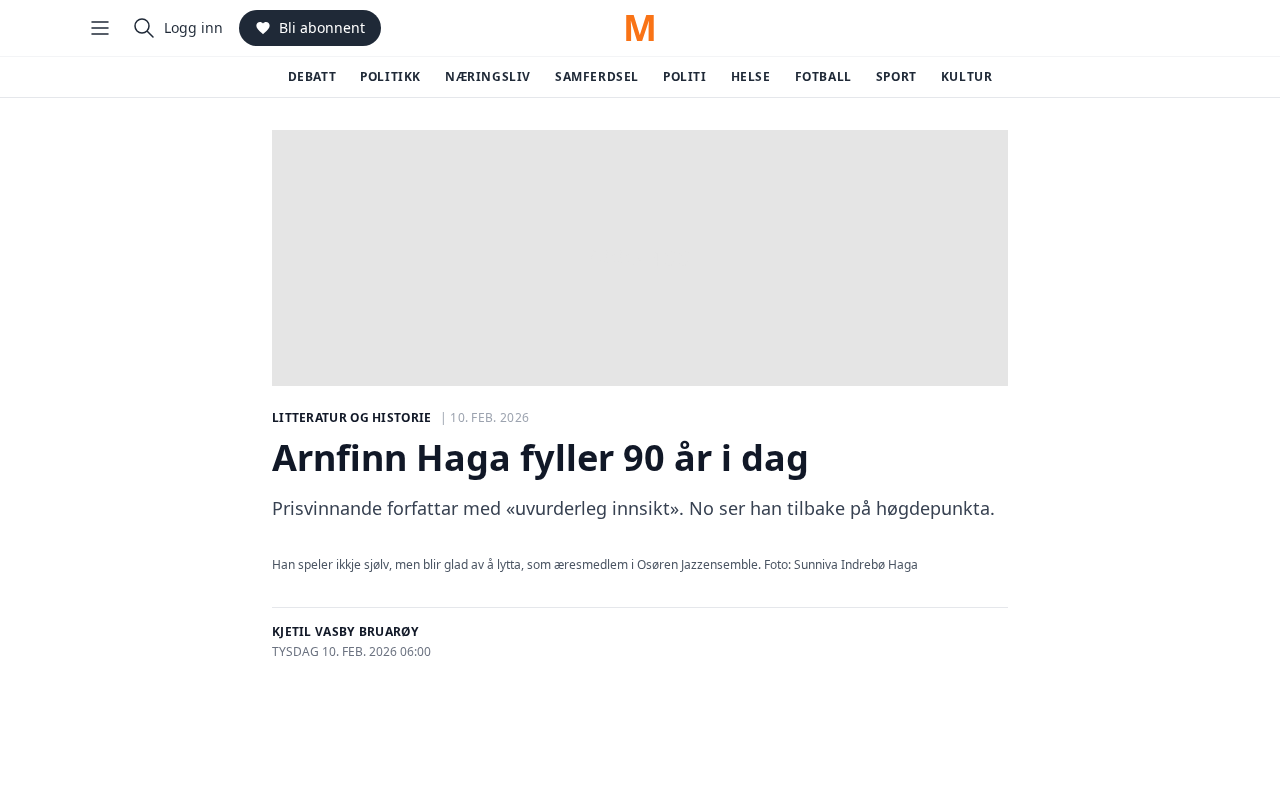 Logg inn
Bli abonnent
M
DEBATT POLITIKK NÆRINGSLIV SAMFERDSEL POLITI HELSE FOTBALL SPORT KULTUR
LITTERATUR OG HISTORIE | 10. FEB. 2026
Arnfinn Haga fyller 90 år i dag
Prisvinnande forfattar med «uvurderleg innsikt». No ser han tilbake på høgdepunkta.
Han speler ikkje sjølv, men blir glad av å lytta, som æresmedlem i Osøren Jazzensemble. Foto: Sunniva Indrebø Haga
KJETIL VASBY BRUARØY
TYSDAG 10. FEB. 2026 06:00